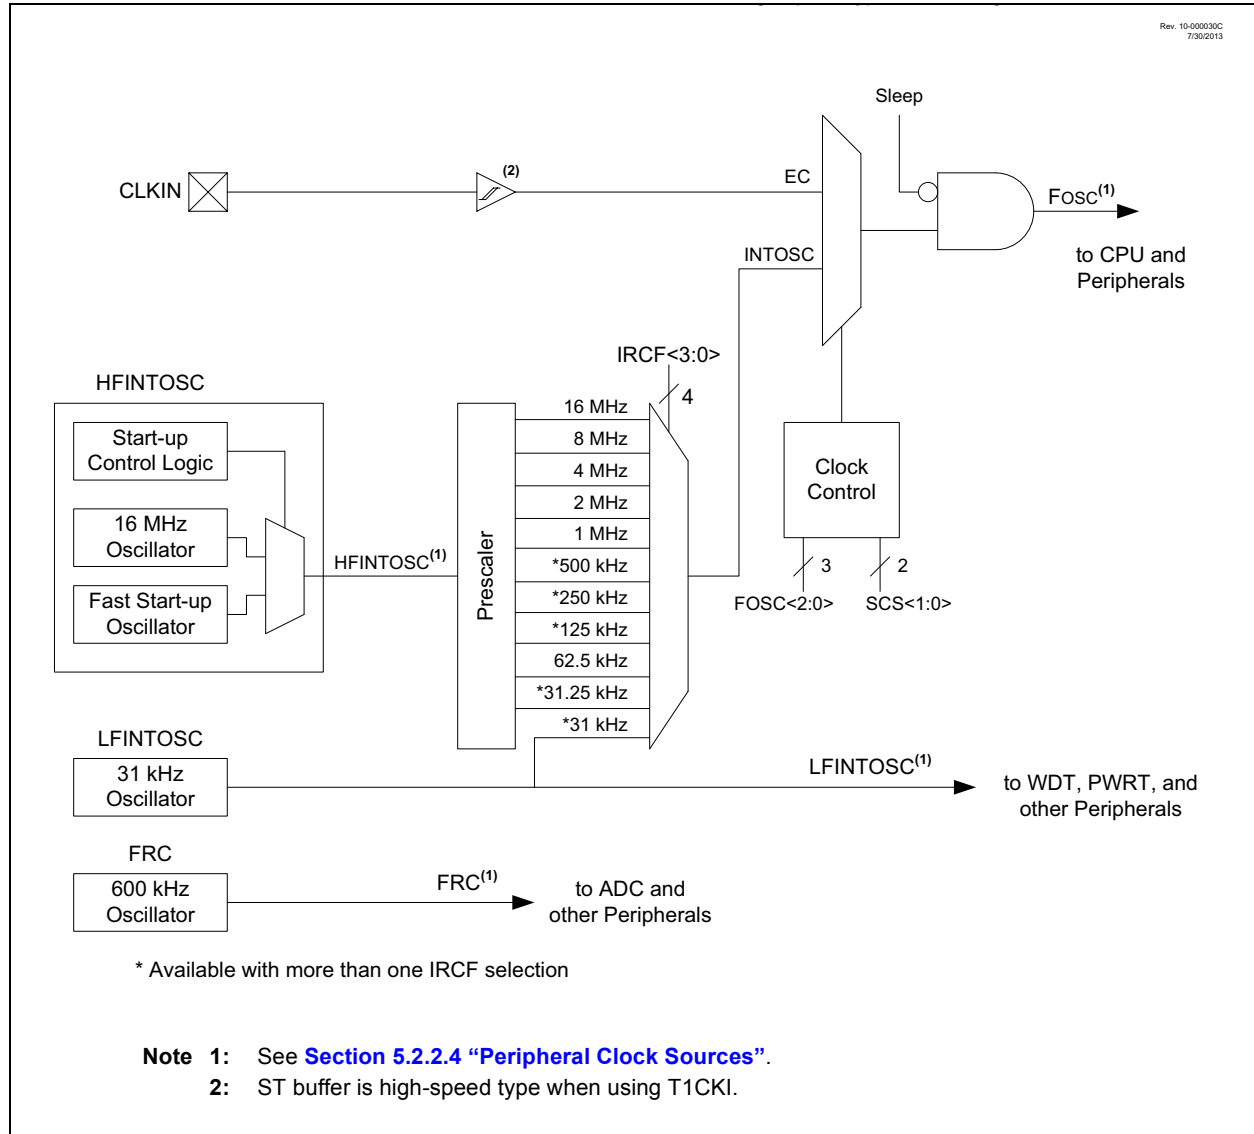 Rev. 10-000030C
7/30/2013
Sleep
(2)
CLKIN
EC
FOSC(1)
to CPU and
Peripherals
INTOSC
IRCF<3:0>
4
HFINTOSC
Start-up
Control Logic
16 MHz
Oscillator
Fast Start-up
Oscillator
HFINTOSC(1)
Prescaler
16 MHz
8 MHz
4 MHz
2 MHz
1 MHz
*500 kHz
*250 kHz
*125 kHz
62.5 kHz
*31.25 kHz
*31 kHz
Clock
Control
3
2
FOSC<2:0>
SCS<1:0>
LFINTOSC
31 kHz
Oscillator
LFINTOSC(1)
to WDT, PWRT, and
other Peripherals
FRC
600 kHz
Oscillator
FRC(1)
to ADC and
other Peripherals
* Available with more than one IRCF selection
Note 1: See Section 5.2.2.4 “Peripheral Clock Sources”.
2: ST buffer is high-speed type when using T1CKI.